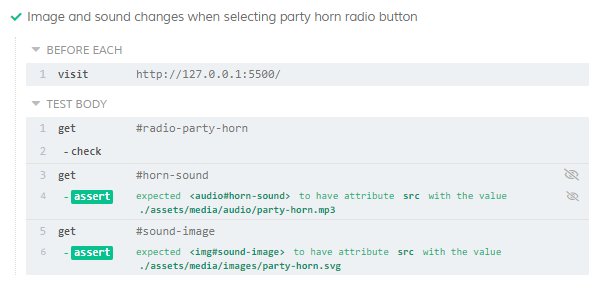 Image and sound changes when selecting party horn radio button
BEFORE EACH
1 visit http://127.0.0.1:5500/
TEST BODY
1 get #radio-party-horn
2 -check
3 get #horn-sound
4 -assert expected <audio#horn-sound> to have attribute src with the value
./assets/media/audio/party-horn.mp3
5 get #sound-image
6 -assert expected <img#sound-image> to have attribute src with the value
./assets/media/images/party-horn.svg